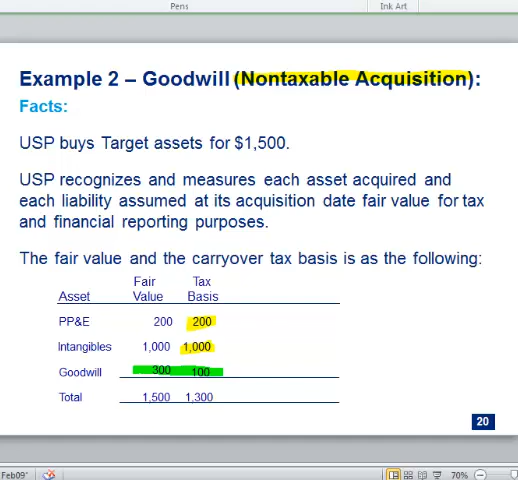 Pens
Ink Art
Example 2 – Goodwill (Nontaxable Acquisition):
Facts:
USP buys Target assets for $1,500.
USP recognizes and measures each asset acquired and
each liability assumed at its acquisition date fair value for tax
and financial reporting purposes.
The fair value and the carryover tax basis is as the following:
Fair Tax
Asset Value Basis
PP&E 200 200
Intangibles 1,000 1,000
Goodwill 300 100
Total 1,500 1,300
20
Feb09"
70%